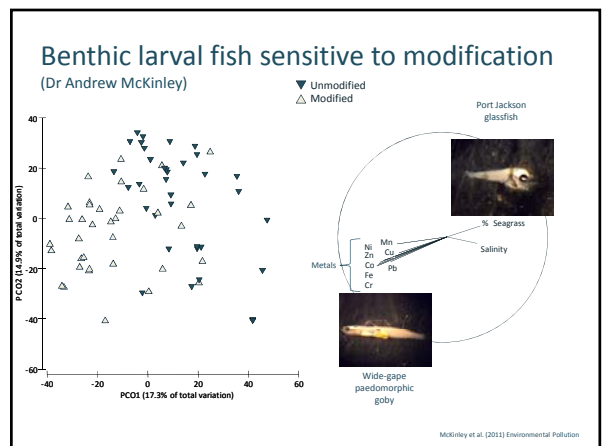 Benthic larval fish sensitive to modification
(Dr Andrew McKinley)
Unmodified
Modified
40
20
0
-20
-40
-60
-40
-20
0
20
40
60
PCO2 (14.9% of total variation)
PCO1 (17.3% of total variation)
Port Jackson
glassfish
% Seagrass
Salinity
Metals
Ni
Zn
Co
Fe
Cr
Mn
Cu
Pb
Wide-gape
paedomorphic
goby
McKinley et al. (2011) Environmental Pollution